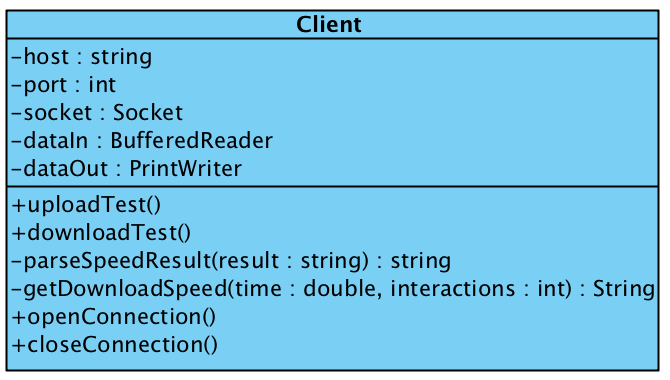 Client
-host : string
-port : int
-socket : Socket
-dataIn : BufferedReader
-dataOut : PrintWriter
+uploadTest()
+downloadTest()
-parseSpeedResult(result : string) : string
-getDownloadSpeed(time : double, interactions : int) : String
+openConnection()
+closeConnection()